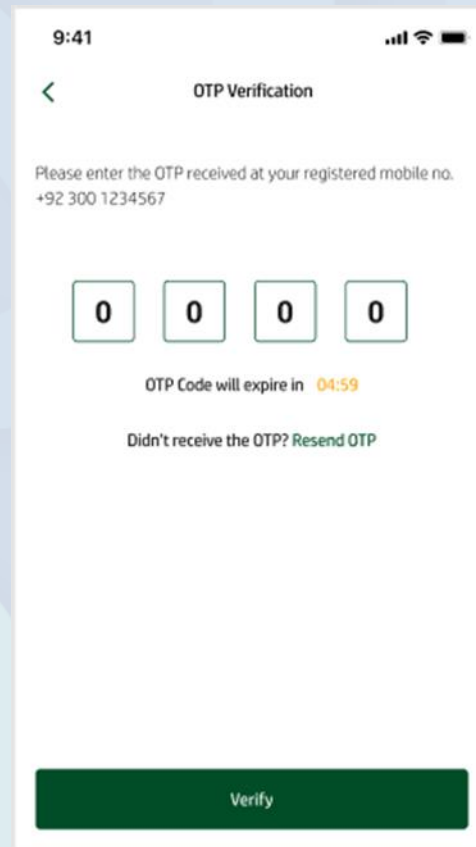 9:41
OTP Verification
Please enter the OTP received at your registered mobile no.
+92 300 1234567
0 0 0 0
OTP Code will expire in 04:59
Didn't receive the OTP? Resend OTP
Verify